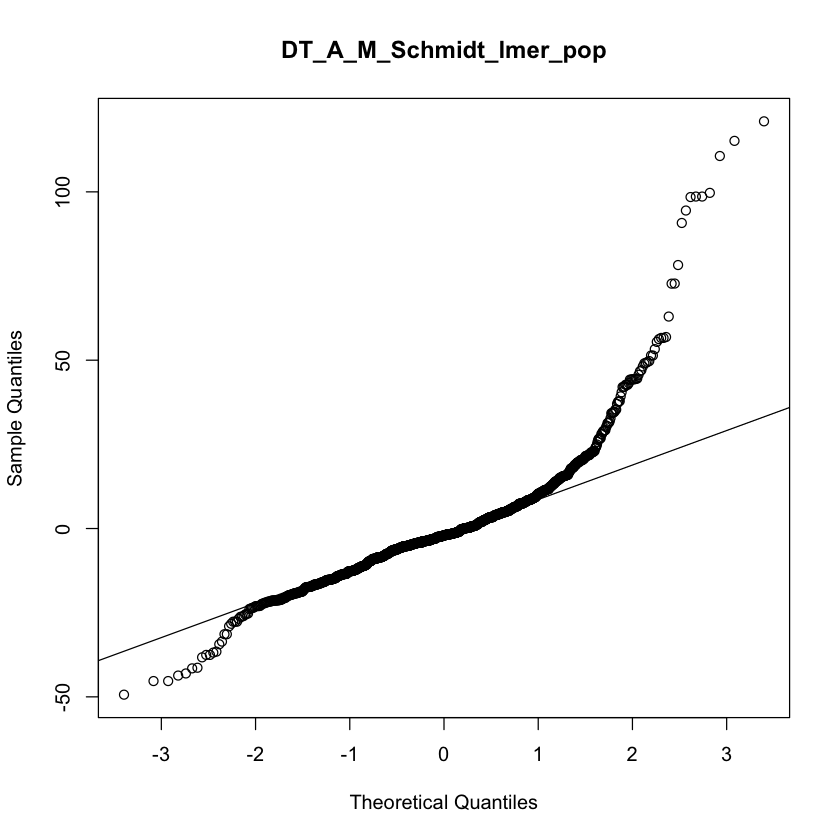 DT_A_M_Schmidt_lmer_pop
Sample Quantiles
100
50
0
-50
-3 -2 -1 0 1 2 3
Theoretical Quantiles